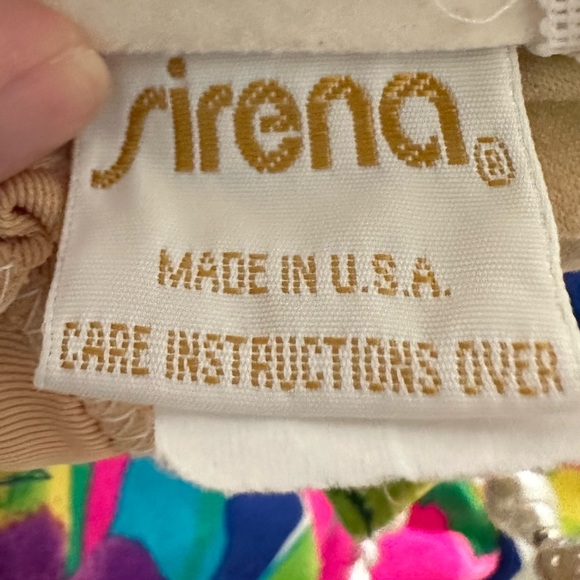 sirena®
MADE IN U.S.A.
CARE INSTRUCTIONS OVER